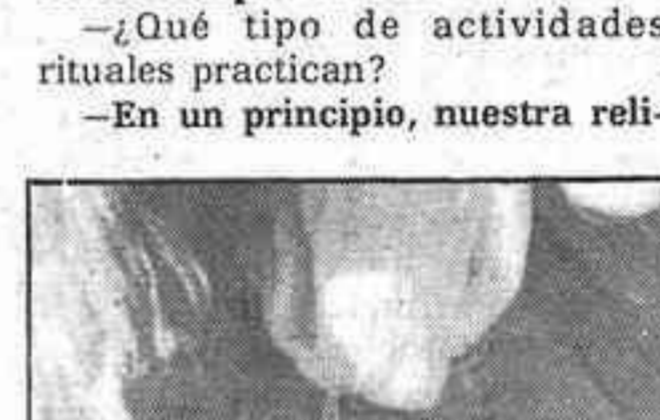 —¿Qué tipo de actividades
rituales practican?
—En un principio, nuestra reli-